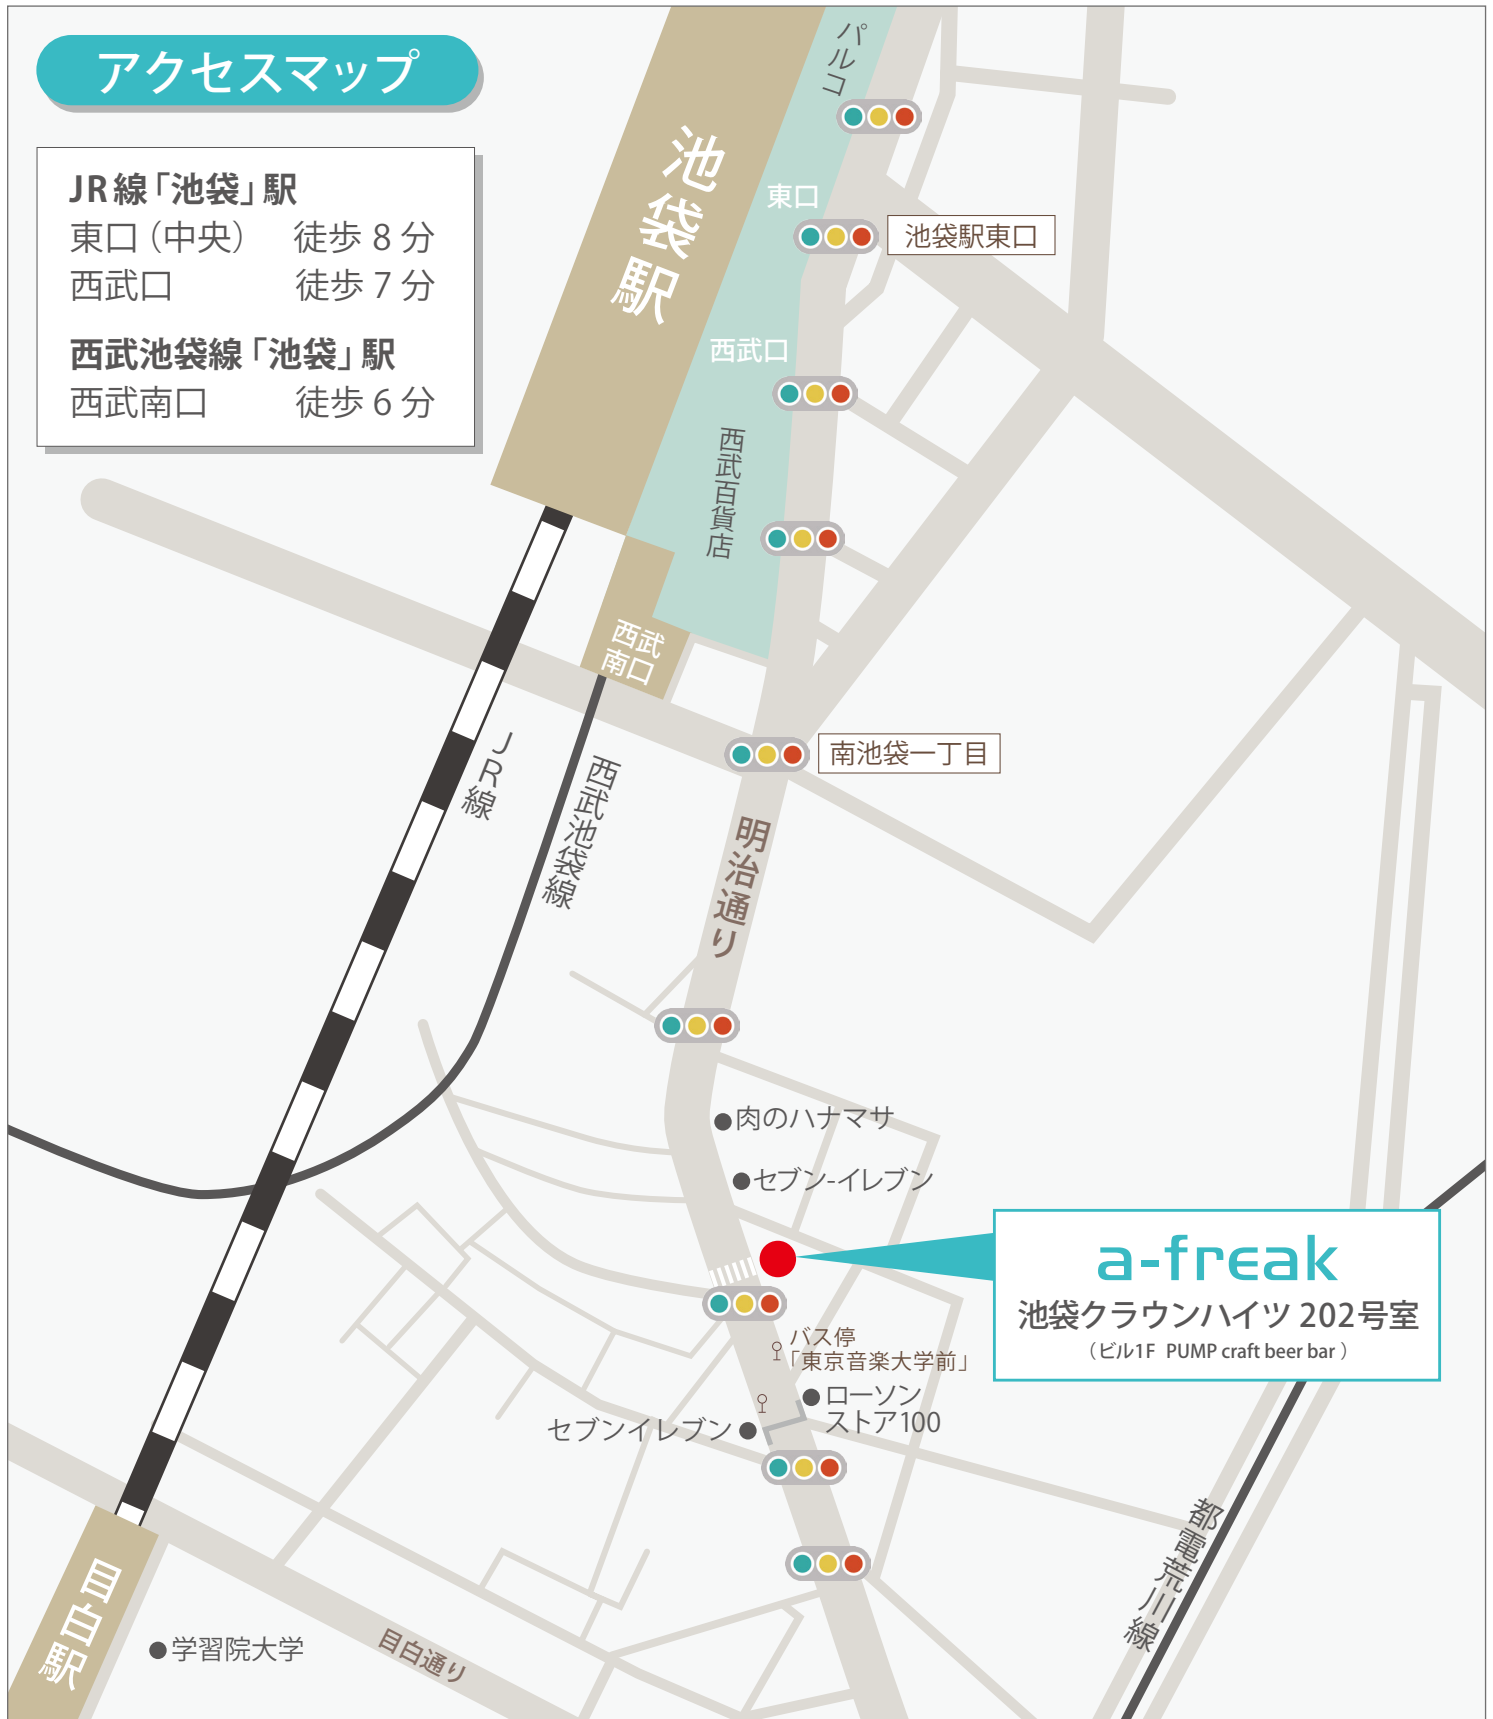 アクセスマップ
JR線「池袋」駅
東口（中央） 徒歩 8 分
西武口 徒歩 7 分
西武池袋線「池袋」駅
西武南口 徒歩 6 分
パルコ
池袋駅
東口
池袋駅東口
西武口
西武百貨店
西武
南口
JR線
西武池袋線
南池袋一丁目
明治通り
肉のハナマサ
セブン-イレブン
a-freak
池袋クラウンハイツ 202号室
（ビル1F PUMP craft beer bar）
バス停
「東京音楽大学前」
ローソン
ストア100
セブンイレブン
都電荒川線
目白駅
学習院大学
目白通り